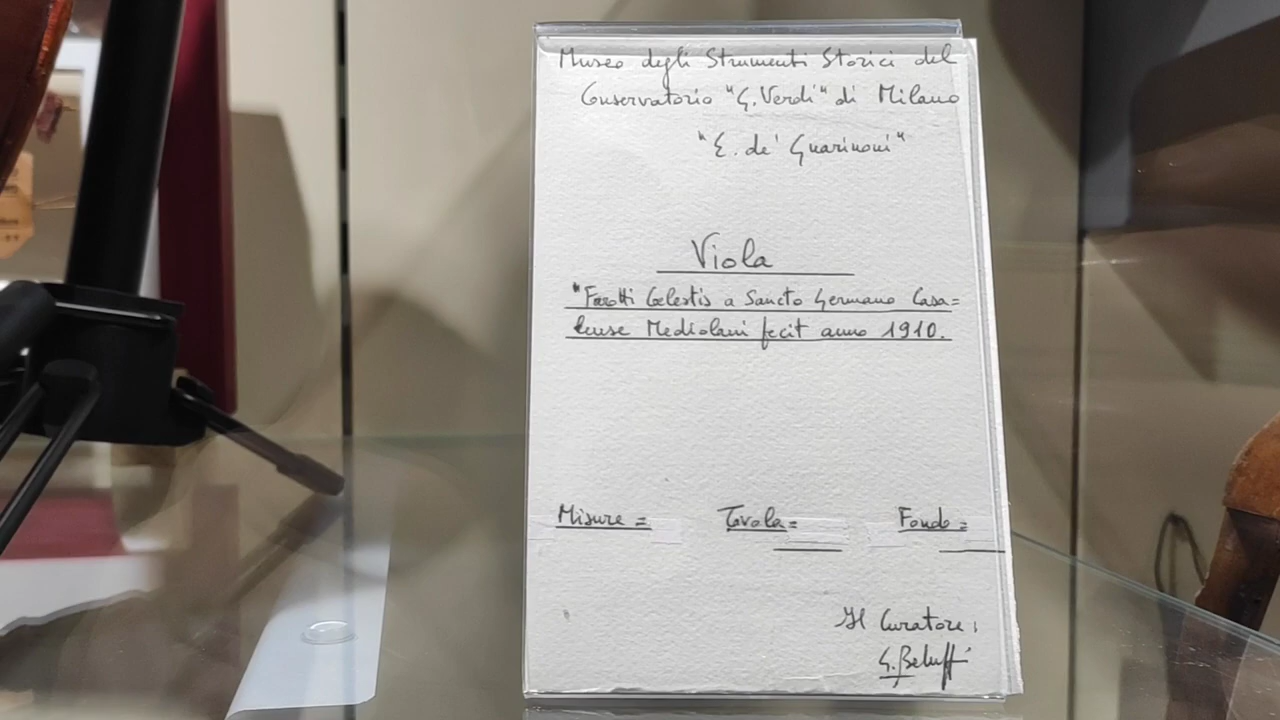 Museo degli Strumenti Storici del
Conservatorio "G. Verdi" di Milano
"E. de' Guarinoni"
Viola
"Farotti Celestis a Sancto Germano Casa=
lense Mediolani fecit anno 1910.
Misure = Tavola= Fondo =
Il Curatore:
G. Beluffi